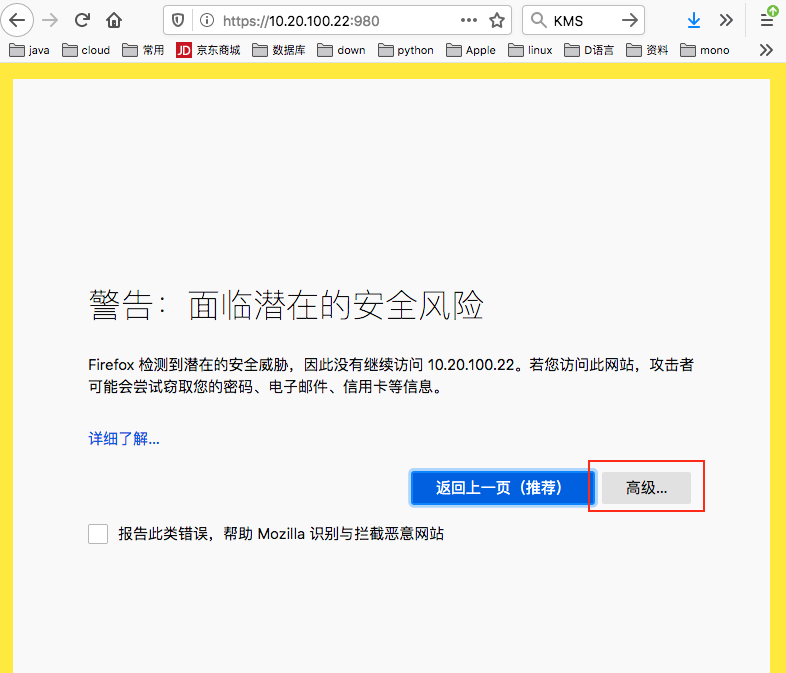 https://10.20.100.22:980
KMS
java
cloud
常用
JD 京东商城
数据库
down
python
Apple
linux
D语言
资料
mono
警告：面临潜在的安全风险
Firefox 检测到潜在的安全威胁，因此没有继续访问 10.20.100.22。若您访问此网站，攻击者
可能会尝试窃取您的密码、电子邮件、信用卡等信息。
详细了解...
返回上一页（推荐）
高级...
报告此类错误，帮助 Mozilla 识别与拦截恶意网站